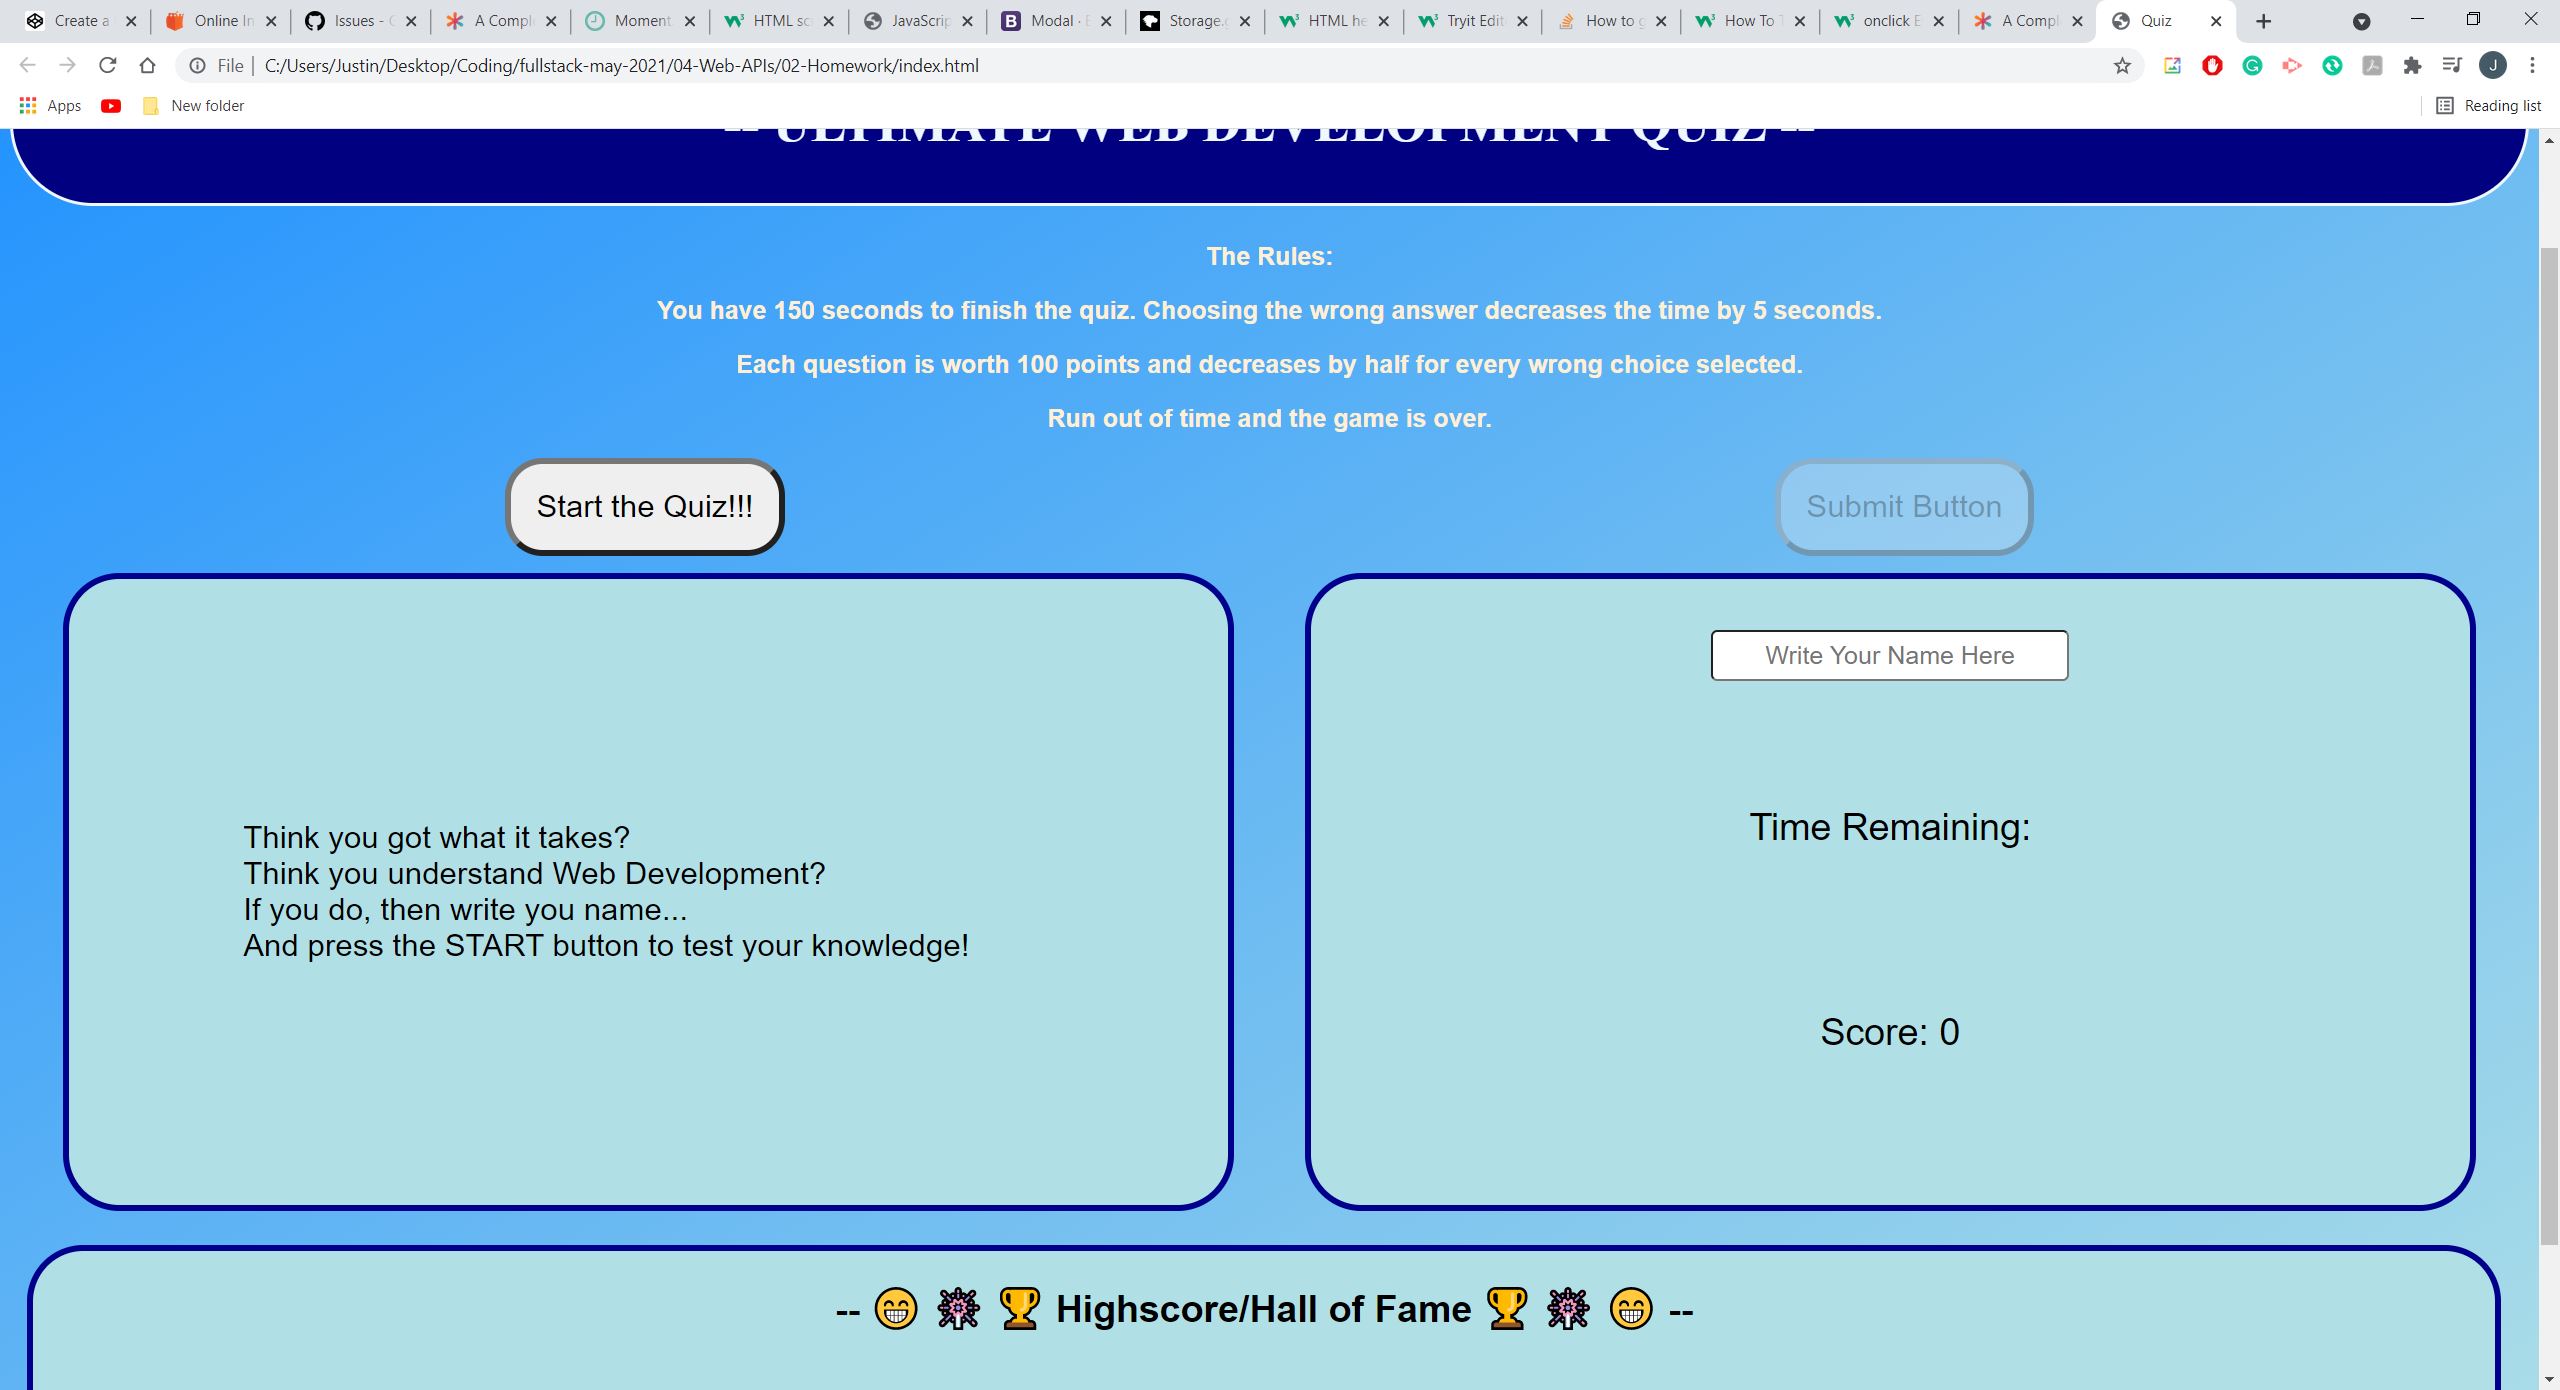 Create a
Online In
Issues - 
A Compl
Moment.
HTML sc
JavaScrip
Modal · 
Storage.
HTML he
Tryit Edit
How to g
How To T
onclick E
A Compl
Quiz
File | C:/Users/Justin/Desktop/Coding/fullstack-may-2021/04-Web-APIs/02-Homework/index.html
J
Apps
New folder
Reading list
-- ULTIMATE WEB DEVELOPMENT QUIZ --
The Rules:
You have 150 seconds to finish the quiz. Choosing the wrong answer decreases the time by 5 seconds.
Each question is worth 100 points and decreases by half for every wrong choice selected.
Run out of time and the game is over.
Start the Quiz!!!
Submit Button
Think you got what it takes?
Think you understand Web Development?
If you do, then write you name...
And press the START button to test your knowledge!
Write Your Name Here
Time Remaining:
Score: 0
-- 😁 🎇 🏆 Highscore/Hall of Fame 🏆 🎇 😁 --